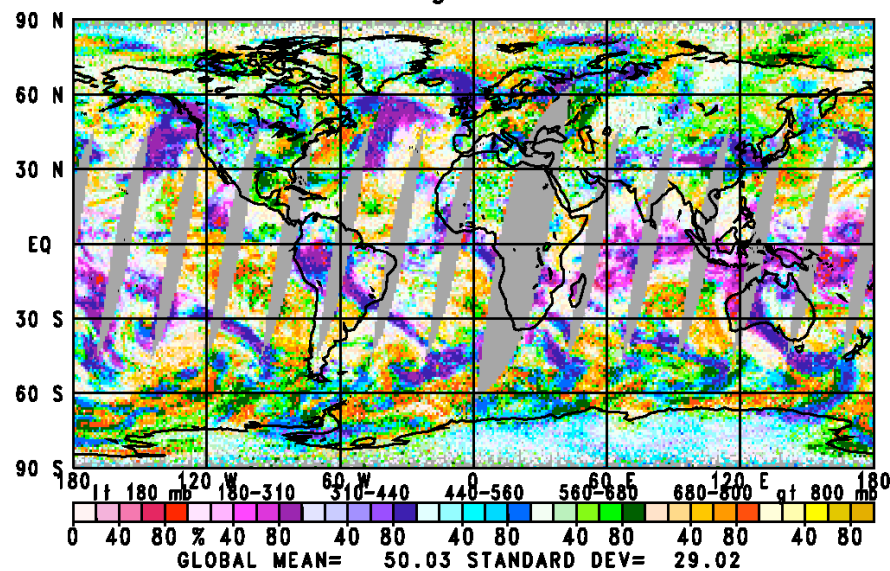 90 N
60 N
30 N
EQ
30 S
60 S
90 S
180 120 W 60 W 0 60 E 120 E 180
lt 180 mb 180-310 310-440 440-560 560-680 680-800 gt 800 mb
0 40 80 % 40 80 40 80 40 80 40 80 40 80 40 80
GLOBAL MEAN= 50.03 STANDARD DEV= 29.02